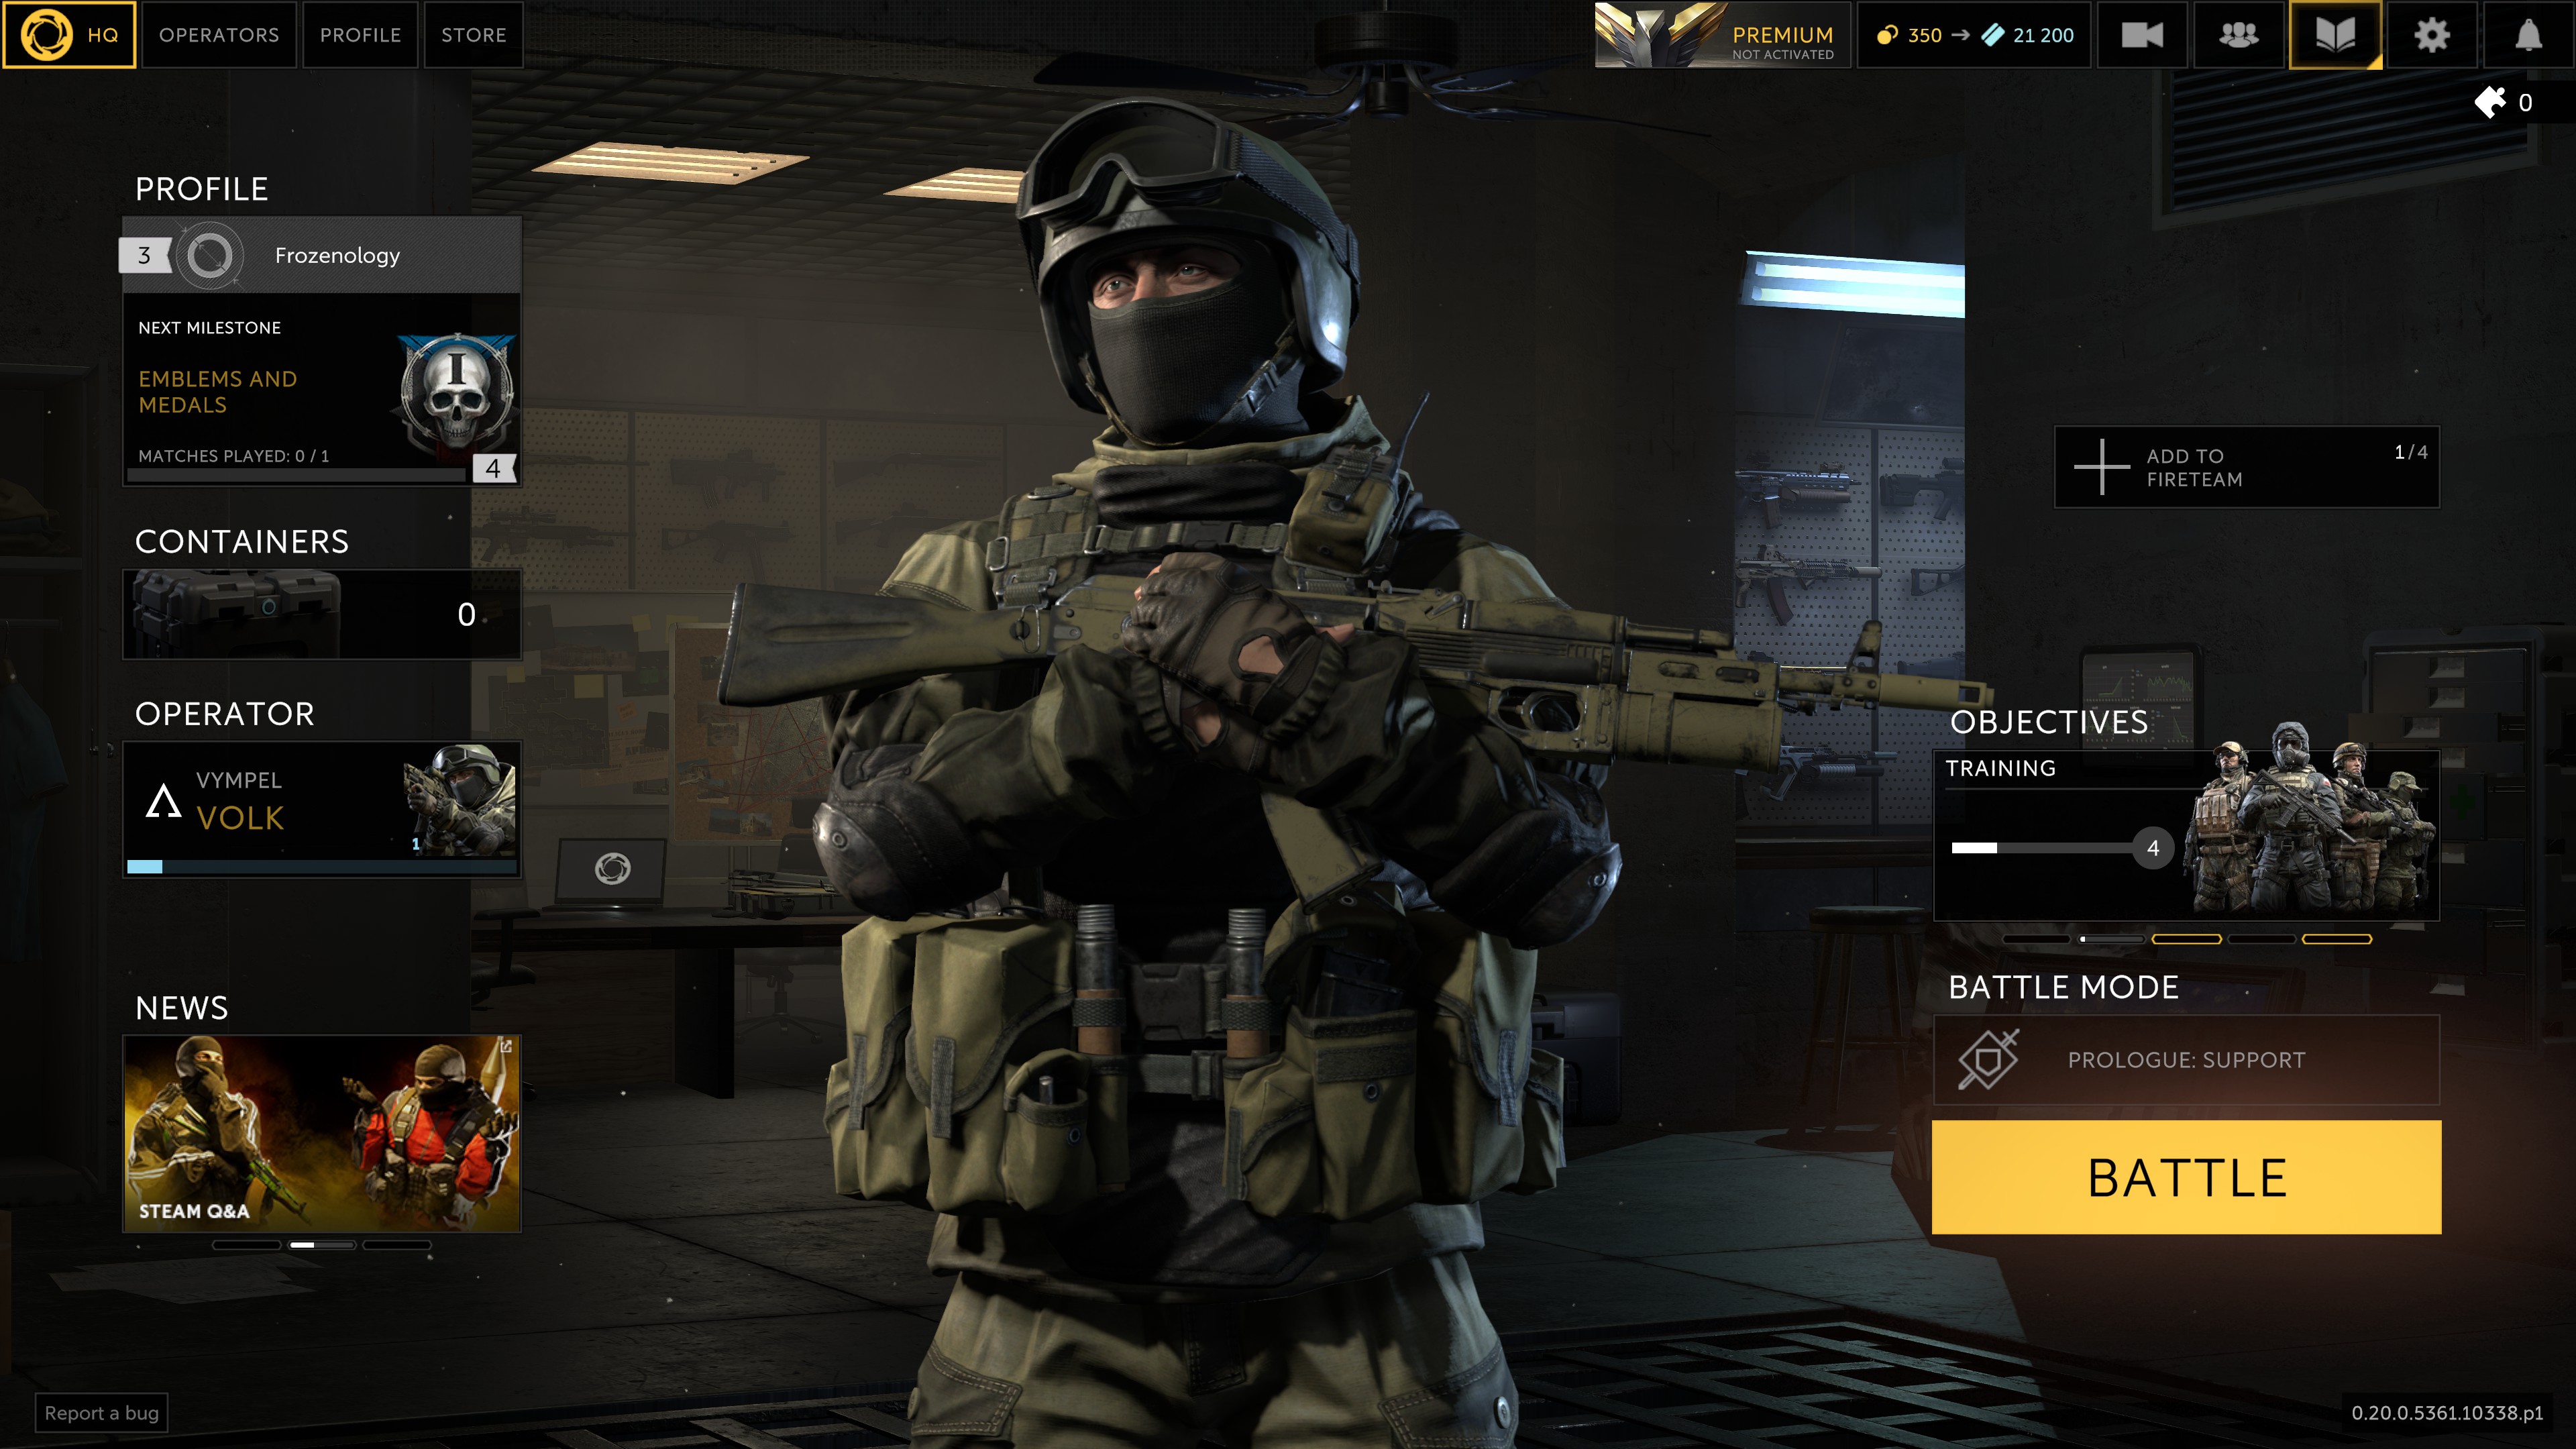 HQ
OPERATORS
PROFILE
STORE
PREMIUM
NOT ACTIVATED
350
21 200
0
PROFILE
3
Frozenology
NEXT MILESTONE
EMBLEMS AND
MEDALS
I
MATCHES PLAYED: 0 / 1
4
CONTAINERS
0
OPERATOR
VYMPEL
VOLK
1
NEWS
STEAM Q&A
Report a bug
ADD TO
FIRETEAM
1/4
OBJECTIVES
TRAINING
4
BATTLE MODE
PROLOGUE: SUPPORT
BATTLE
0.20.0.5361.10338.p1